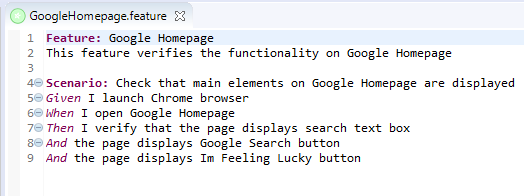 GoogleHomepage.feature
1 Feature: Google Homepage
2 This feature verifies the functionality on Google Homepage
3
4 Scenario: Check that main elements on Google Homepage are displayed
5 Given I launch Chrome browser
6 When I open Google Homepage
7 Then I verify that the page displays search text box
8 And the page displays Google Search button
9 And the page displays Im Feeling Lucky button